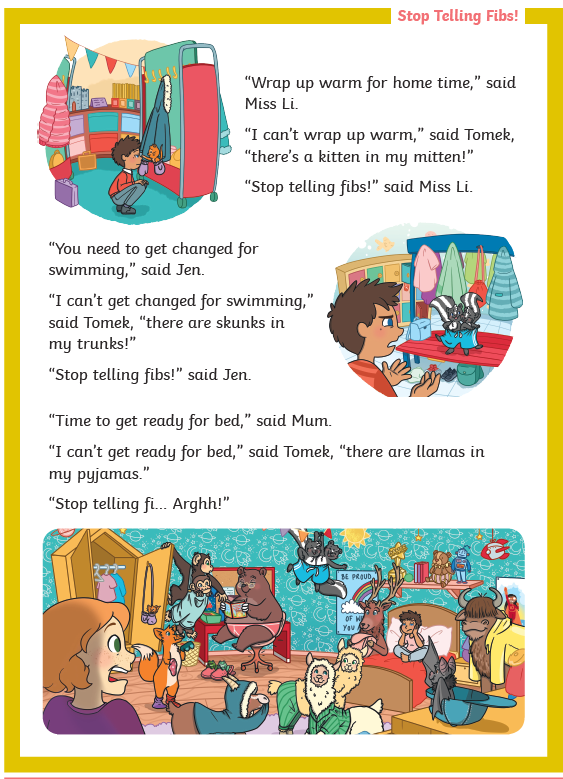 Stop Telling Fibs!
“Wrap up warm for home time,” said
Miss Li.
“I can’t wrap up warm,” said Tomek,
“there’s a kitten in my mitten!”
“Stop telling fibs!” said Miss Li.
“You need to get changed for
swimming,” said Jen.
“I can’t get changed for swimming,”
said Tomek, “there are skunks in
my trunks!”
“Stop telling fibs!” said Jen.
“Time to get ready for bed,” said Mum.
“I can’t get ready for bed,” said Tomek, “there are llamas in
my pyjamas.”
“Stop telling fi... Arghh!”
BE PROUD
OF W
YOU